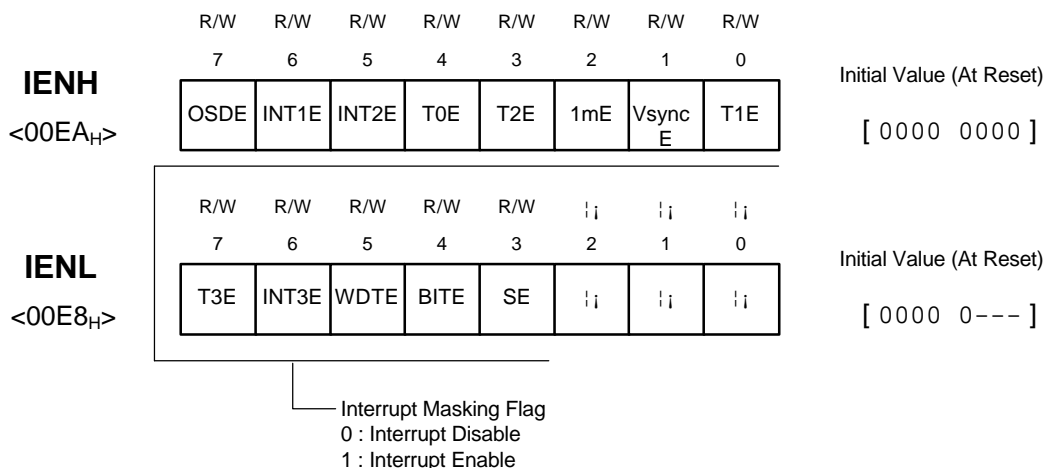 R/W R/W R/W R/W R/W R/W R/W R/W
7 6 5 4 3 2 1 0
IENH
<00EAH>
OSDE INT1E INT2E T0E T2E 1mE Vsync E T1E
Initial Value (At Reset)
[ 0000 0000 ]
R/W R/W R/W R/W R/W ¦¡ ¦¡ ¦¡
7 6 5 4 3 2 1 0
IENL
<00E8H>
T3E INT3E WDTE BITE SE ¦¡ ¦¡ ¦¡
Initial Value (At Reset)
[ 0000 0--- ]
Interrupt Masking Flag
0 : Interrupt Disable
1 : Interrupt Enable